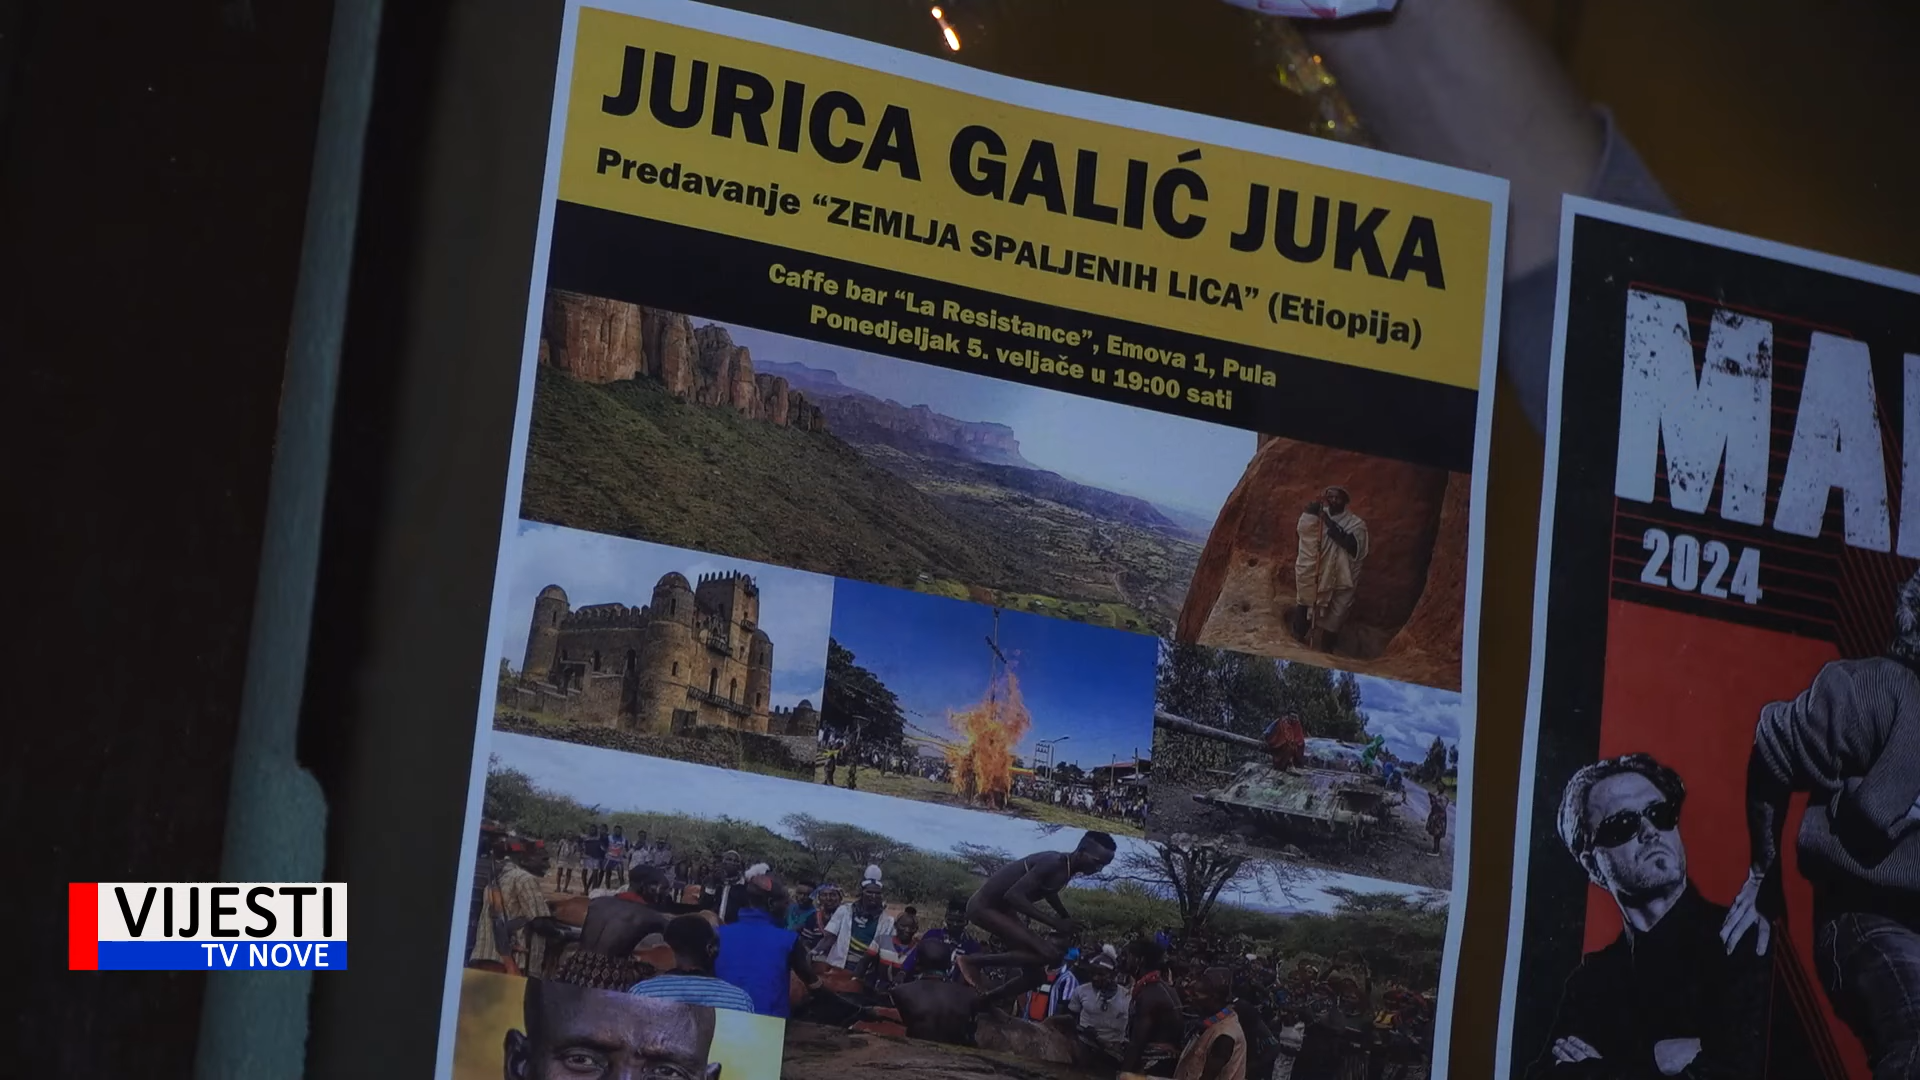 JURICA GALIĆ JUKA
Predavanje “ZEMLJA SPALJENIH LICA” (Etiopija)
Caffe bar “La Resistance”, Emova 1, Pula
Ponedjeljak 5. veljače u 19:00 sati
2024
VIJESTI
TV NOVE